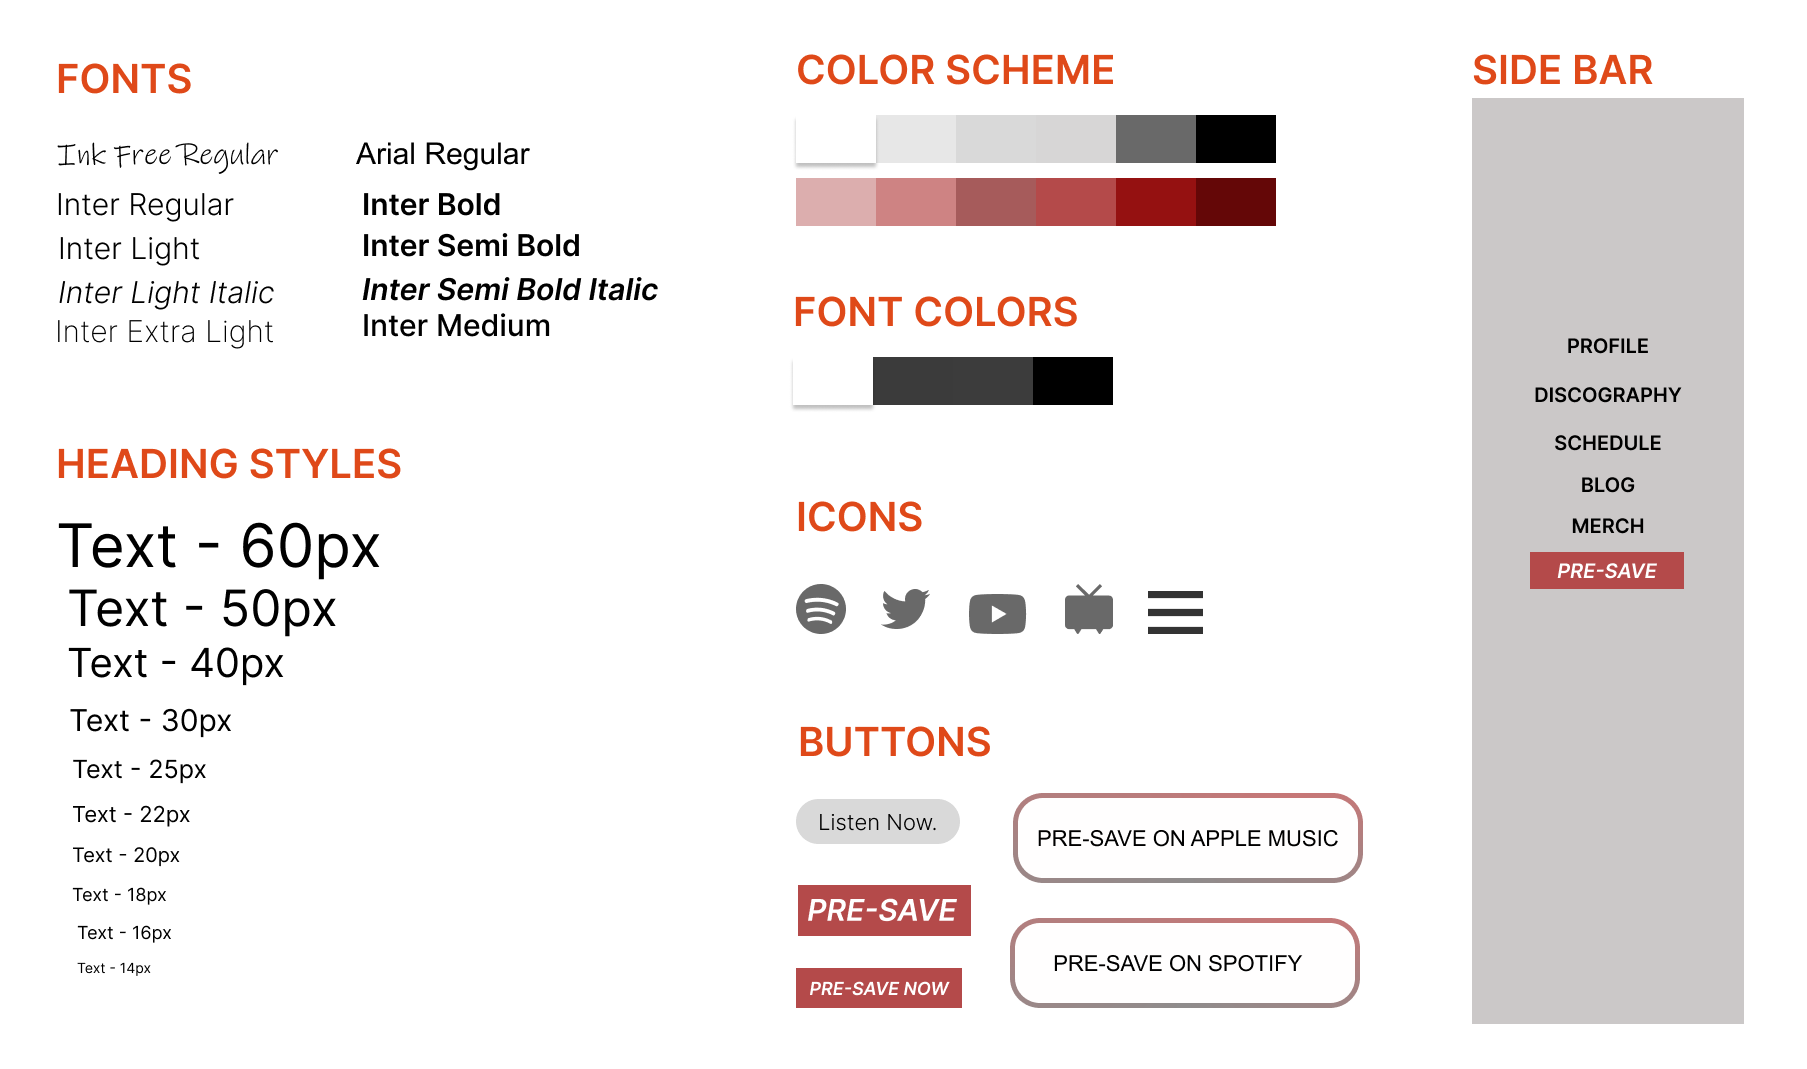 FONTS
Ink Free Regular
Arial Regular
Inter Regular
Inter Bold
Inter Light
Inter Semi Bold
Inter Light Italic
Inter Semi Bold Italic
Inter Extra Light
Inter Medium
HEADING STYLES
Text - 60px
Text - 50px
Text - 40px
Text - 30px
Text - 25px
Text - 22px
Text - 20px
Text - 18px
Text - 16px
Text - 14px
COLOR SCHEME
FONT COLORS
ICONS
BUTTONS
Listen Now.
PRE-SAVE ON APPLE MUSIC
PRE-SAVE
PRE-SAVE ON SPOTIFY
PRE-SAVE NOW
SIDE BAR
PROFILE
DISCOGRAPHY
SCHEDULE
BLOG
MERCH
PRE-SAVE